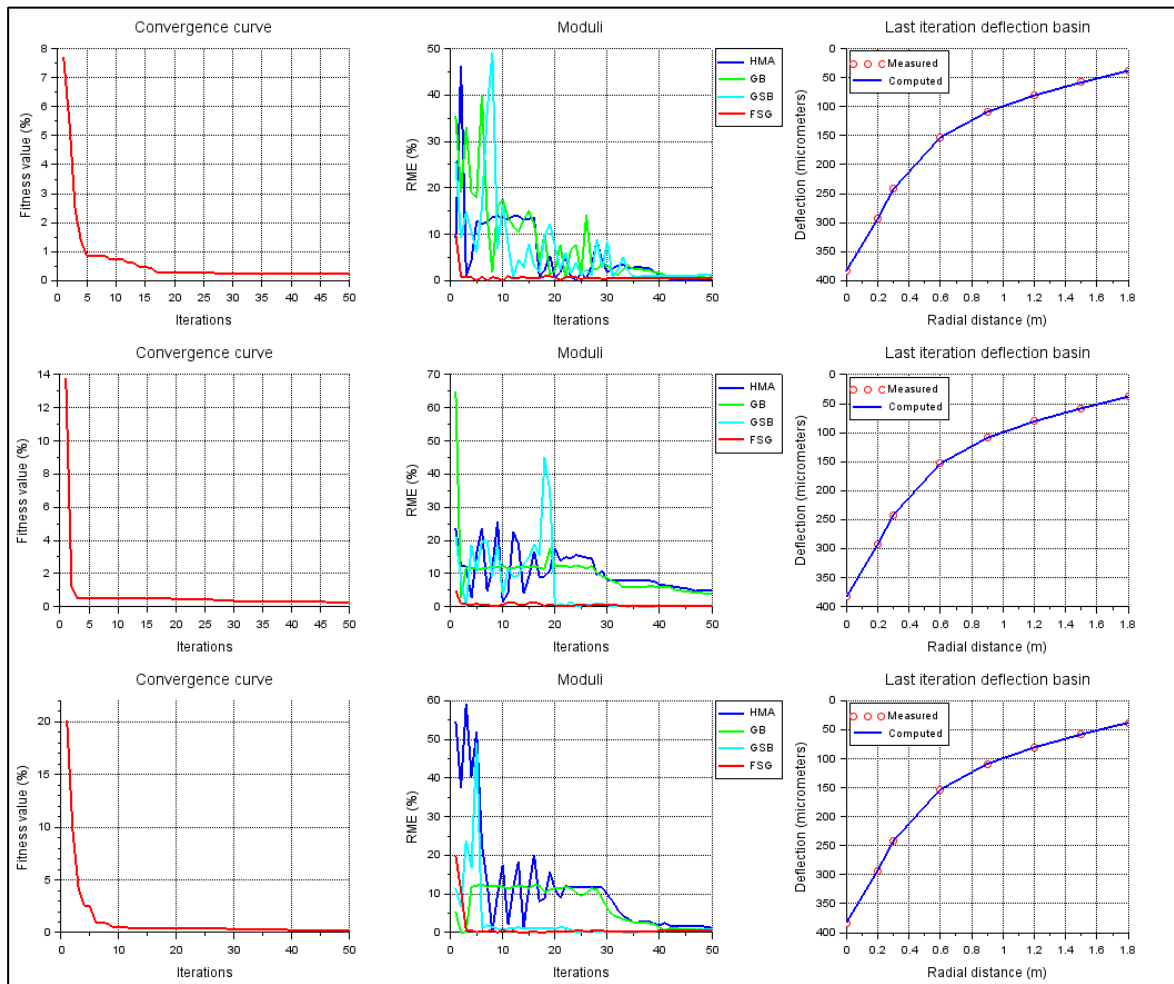 Convergence curve
Fitness value (%)
8
7
6
5
4
3
2
1
0
0 5 10 15 20 25 30 35 40 45 50
Iterations
Moduli
RME (%)
50
40
30
20
10
0
0 10 20 30 40 50
Iterations
HMA
GB
GSB
FSG
Last iteration deflection basin
Deflection (micrometers)
0
50
100
150
200
250
300
350
400
Measured
Computed
0 0.2 0.4 0.6 0.8 1 1.2 1.4 1.6 1.8
Radial distance (m)
Convergence curve
Fitness value (%)
14
12
10
8
6
4
2
0
0 5 10 15 20 25 30 35 40 45 50
Iterations
Moduli
RME (%)
70
60
50
40
30
20
10
0
0 10 20 30 40 50
Iterations
HMA
GB
GSB
FSG
Last iteration deflection basin
Deflection (micrometers)
0
50
100
150
200
250
300
350
400
Measured
Computed
0 0.2 0.4 0.6 0.8 1 1.2 1.4 1.6 1.8
Radial distance (m)
Convergence curve
Fitness value (%)
20
15
10
5
0
0 10 20 30 40 50
Iterations
Moduli
RME (%)
60
50
40
30
20
10
0
0 10 20 30 40 50
Iterations
HMA
GB
GSB
FSG
Last iteration deflection basin
Deflection (micrometers)
0
50
100
150
200
250
300
350
400
Measured
Computed
0 0.2 0.4 0.6 0.8 1 1.2 1.4 1.6 1.8
Radial distance (m)